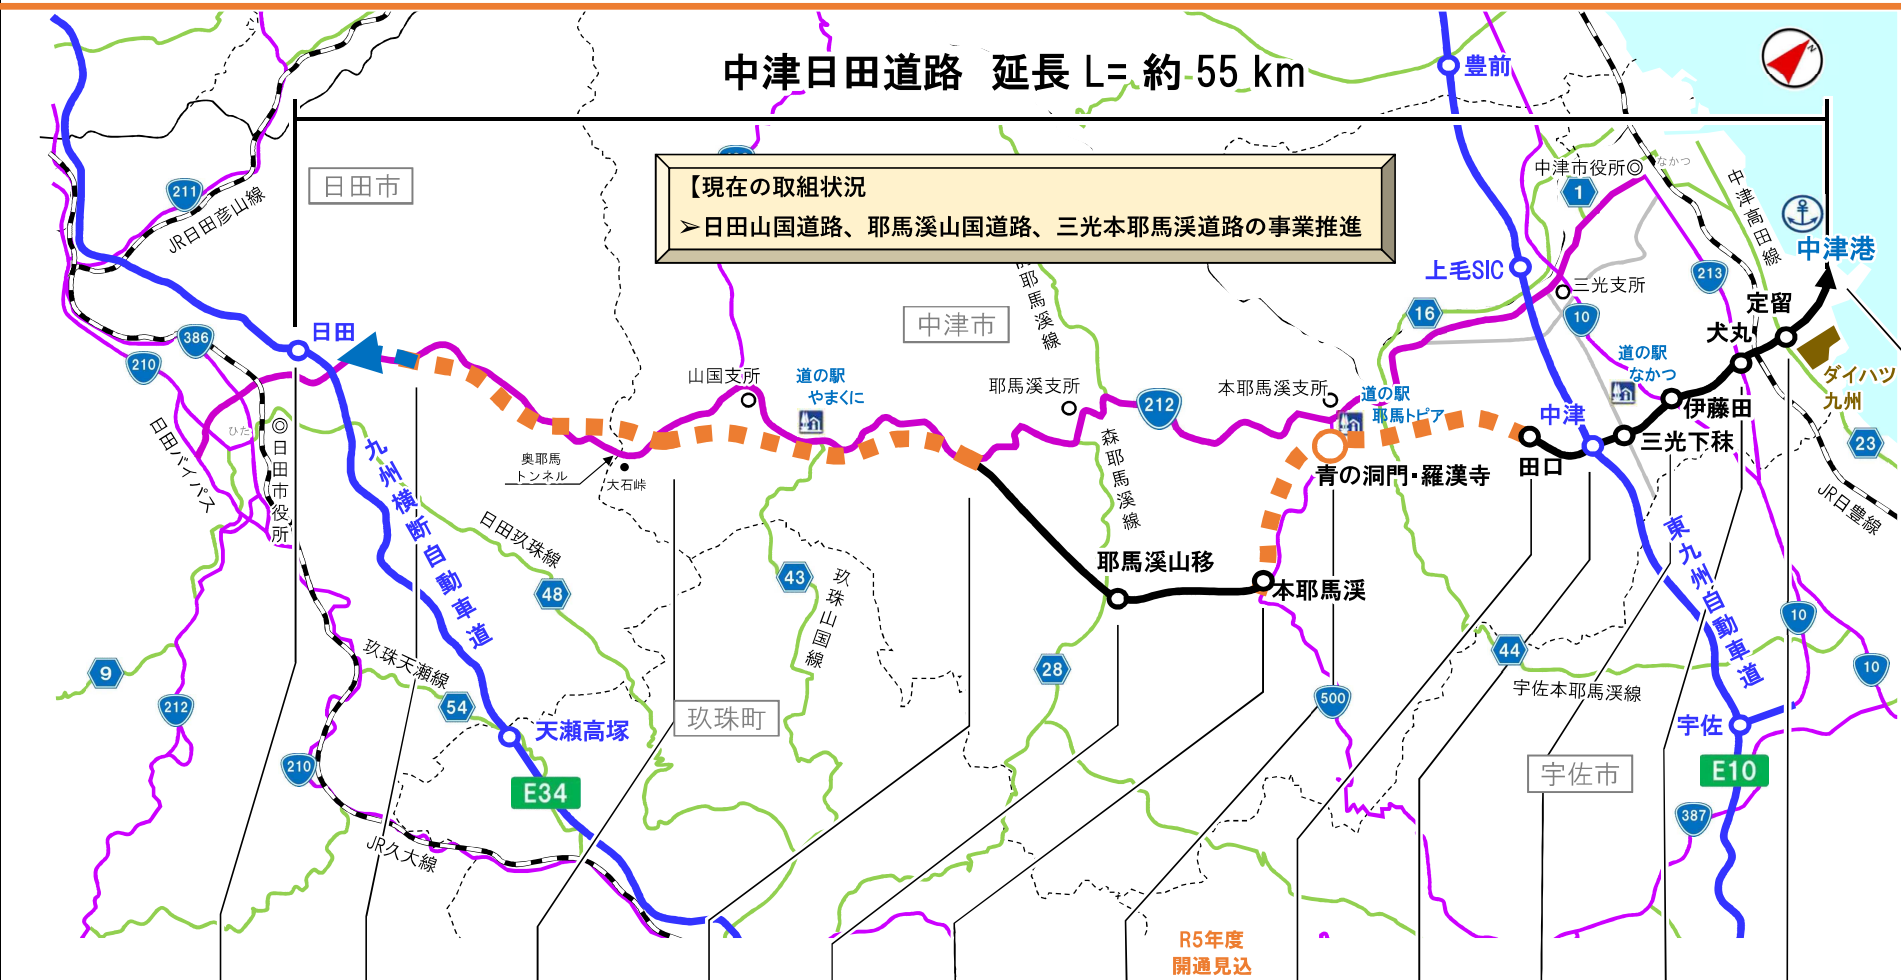 中津日田道路 延長 L= 約 55 km
【現在の取組状況
➢日田山国道路、耶馬溪山国道路、三光本耶馬渓道路の事業推進
日田市
中津市
玖珠町
宇佐市
豊前
上毛SIC
中津
宇佐
日田
天瀬高塚
九州横断自動車道
東九州自動車道
E34
E10
中津市役所
なかつ
中津高田線
中津港
三光支所
定留
犬丸
ダイハツ
九州
道の駅
なかつ
伊藤田
三光下秣
田口
青の洞門・羅漢寺
道の駅
耶馬トピア
本耶馬渓支所
耶馬渓支所
山国支所
道の駅
やまくに
奥耶馬
トンネル
大石峠
耶馬溪山移
本耶馬渓
森耶馬溪線
耶馬溪線
玖珠山国線
日田玖珠線
玖珠天瀬線
宇佐本耶馬渓線
JR日田彦山線
JR久大線
JR日豊線
日田バイパス
ひた
日田市役所
211
386
210
212
210
9
48
54
43
28
212
500
44
16
1
10
213
23
10
10
387
N
R5年度
開通見込